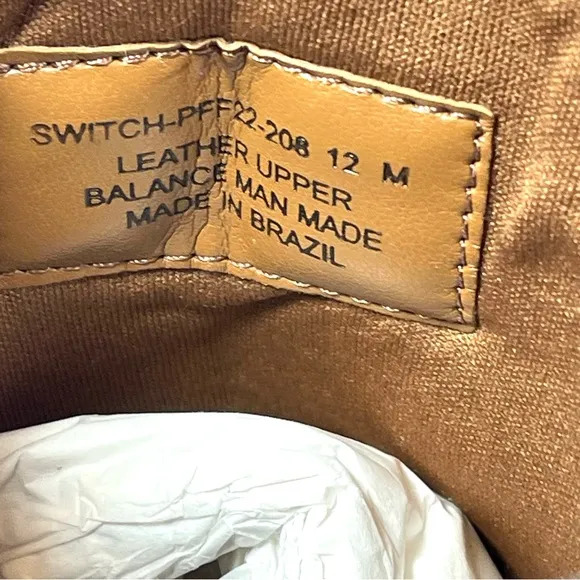 SWITCH-PFF22-208 12 M
LEATHER UPPER
BALANCE MAN MADE
MADE IN BRAZIL